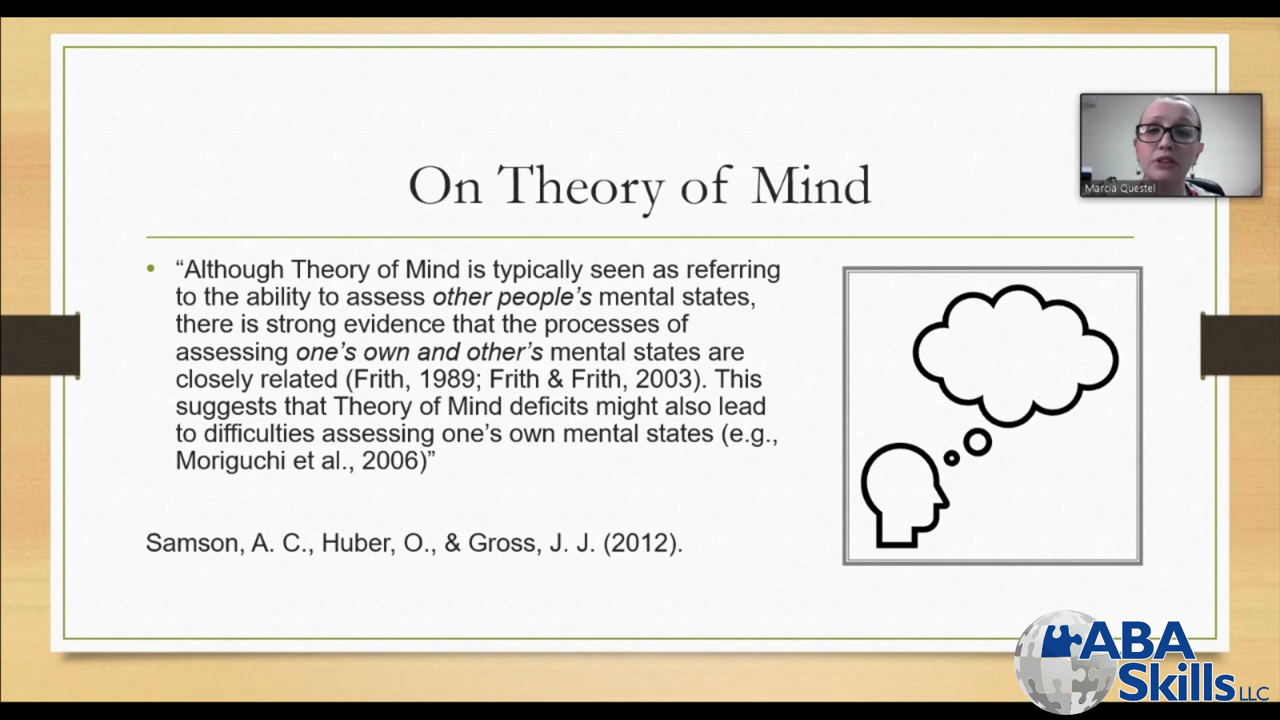 On Theory of Mind
Marcia Questel
• “Although Theory of Mind is typically seen as referring
to the ability to assess other people’s mental states,
there is strong evidence that the processes of
assessing one’s own and other’s mental states are
closely related (Frith, 1989; Frith & Frith, 2003). This
suggests that Theory of Mind deficits might also lead
to difficulties assessing one’s own mental states (e.g.,
Moriguchi et al., 2006)”
Samson, A. C., Huber, O., & Gross, J. J. (2012).
ABA
Skills LLC